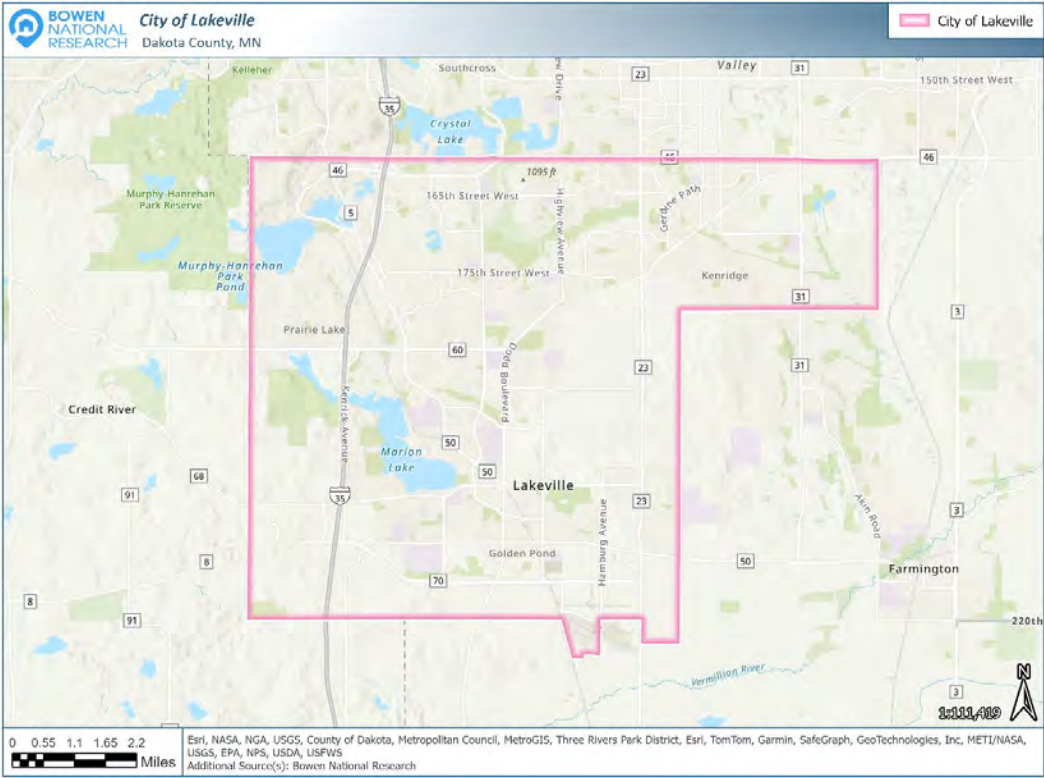 BOWEN
NATIONAL
RESEARCH
City of Lakeville
Dakota County, MN
City of Lakeville
Kelleher
Southcross
ew Drive
23
Valley
31
150th Street West
35
Crystal
Lake
46
46
46
1095 ft
Murphy-Hanrehan
Park Reserve
165th Street West
Highview Avenue
Gerdine Path
5
Murphy-Hanrehan
Park
Pond
175th Street West
Kenridge
31
3
Prairie Lake
60
Dodd Boulevard
23
31
Kenrick Avenue
Credit River
50
Marion
Lake
50
68
91
35
Lakeville
23
Hamburg Avenue
Akin Road
3
Golden Pond
8
70
50
Farmington
8
91
220th
Vermillion River
3
N
1:111,419
0 0.55 1.1 1.65 2.2
Miles
Esri, NASA, NGA, USGS, County of Dakota, Metropolitan Council, MetroGIS, Three Rivers Park District, Esri, TomTom, Garmin, SafeGraph, GeoTechnologies, Inc, METI/NASA,
USGS, EPA, NPS, USDA, USFWS
Additional Source(s): Bowen National Research